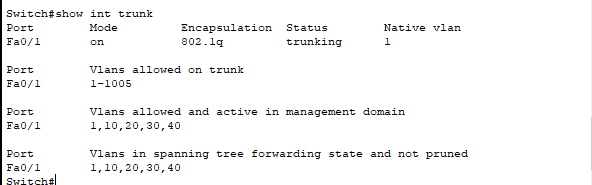 Switch#show int trunk
Port        Mode         Encapsulation  Status        Native vlan
Fa0/1       on           802.1q         trunking      1
Port        Vlans allowed on trunk
Fa0/1       1-1005
Port        Vlans allowed and active in management domain
Fa0/1       1,10,20,30,40
Port        Vlans in spanning tree forwarding state and not pruned
Fa0/1       1,10,20,30,40
Switch#